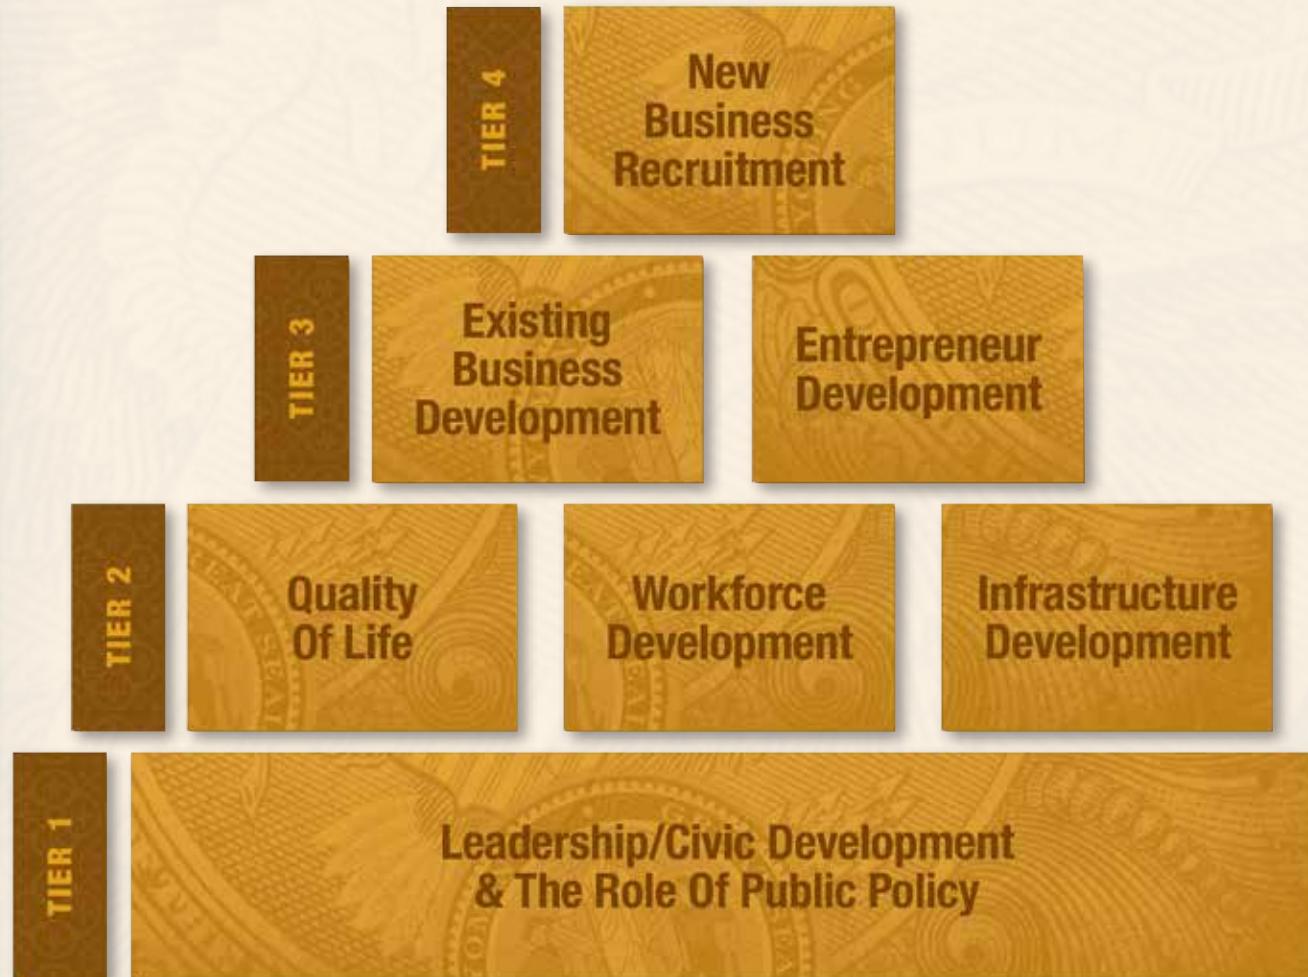 TIER 4
New
Business
Recruitment
TIER 3
Existing
Business
Development
Entrepreneur
Development
TIER 2
Quality
Of Life
Workforce
Development
Infrastructure
Development
TIER 1
Leadership/Civic Development
& The Role Of Public Policy